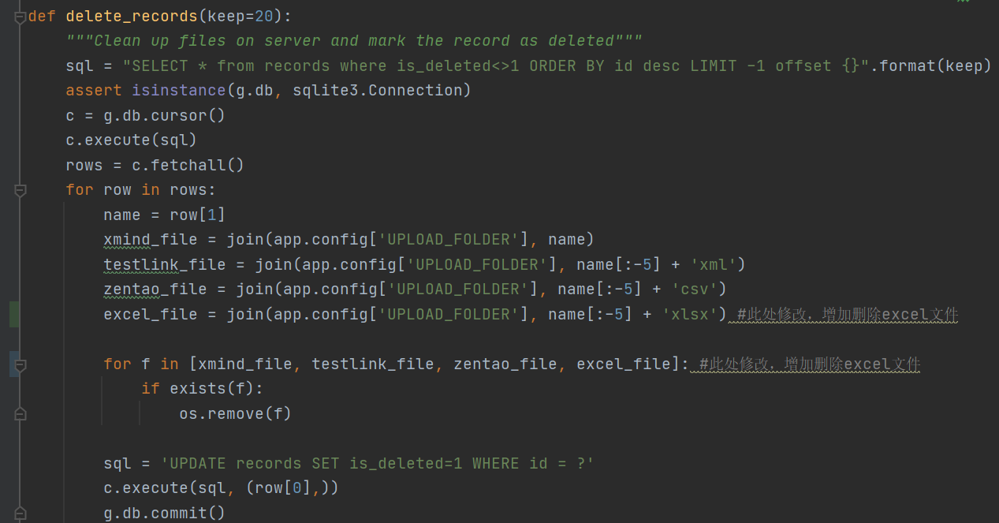 def delete_records(keep=20):
    """Clean up files on server and mark the record as deleted"""
    sql = "SELECT * from records where is_deleted<>1 ORDER BY id desc LIMIT -1 offset {}".format(keep)
    assert isinstance(g.db, sqlite3.Connection)
    c = g.db.cursor()
    c.execute(sql)
    rows = c.fetchall()
    for row in rows:
        name = row[1]
        xmind_file = join(app.config['UPLOAD_FOLDER'], name)
        testlink_file = join(app.config['UPLOAD_FOLDER'], name[:-5] + 'xml')
        zentao_file = join(app.config['UPLOAD_FOLDER'], name[:-5] + 'csv')
        excel_file = join(app.config['UPLOAD_FOLDER'], name[:-5] + 'xlsx') #此处修改，增加删除excel文件
        for f in [xmind_file, testlink_file, zentao_file, excel_file]: #此处修改，增加删除excel文件
            if exists(f):
                os.remove(f)
        sql = 'UPDATE records SET is_deleted=1 WHERE id = ?'
        c.execute(sql, (row[0],))
        g.db.commit()